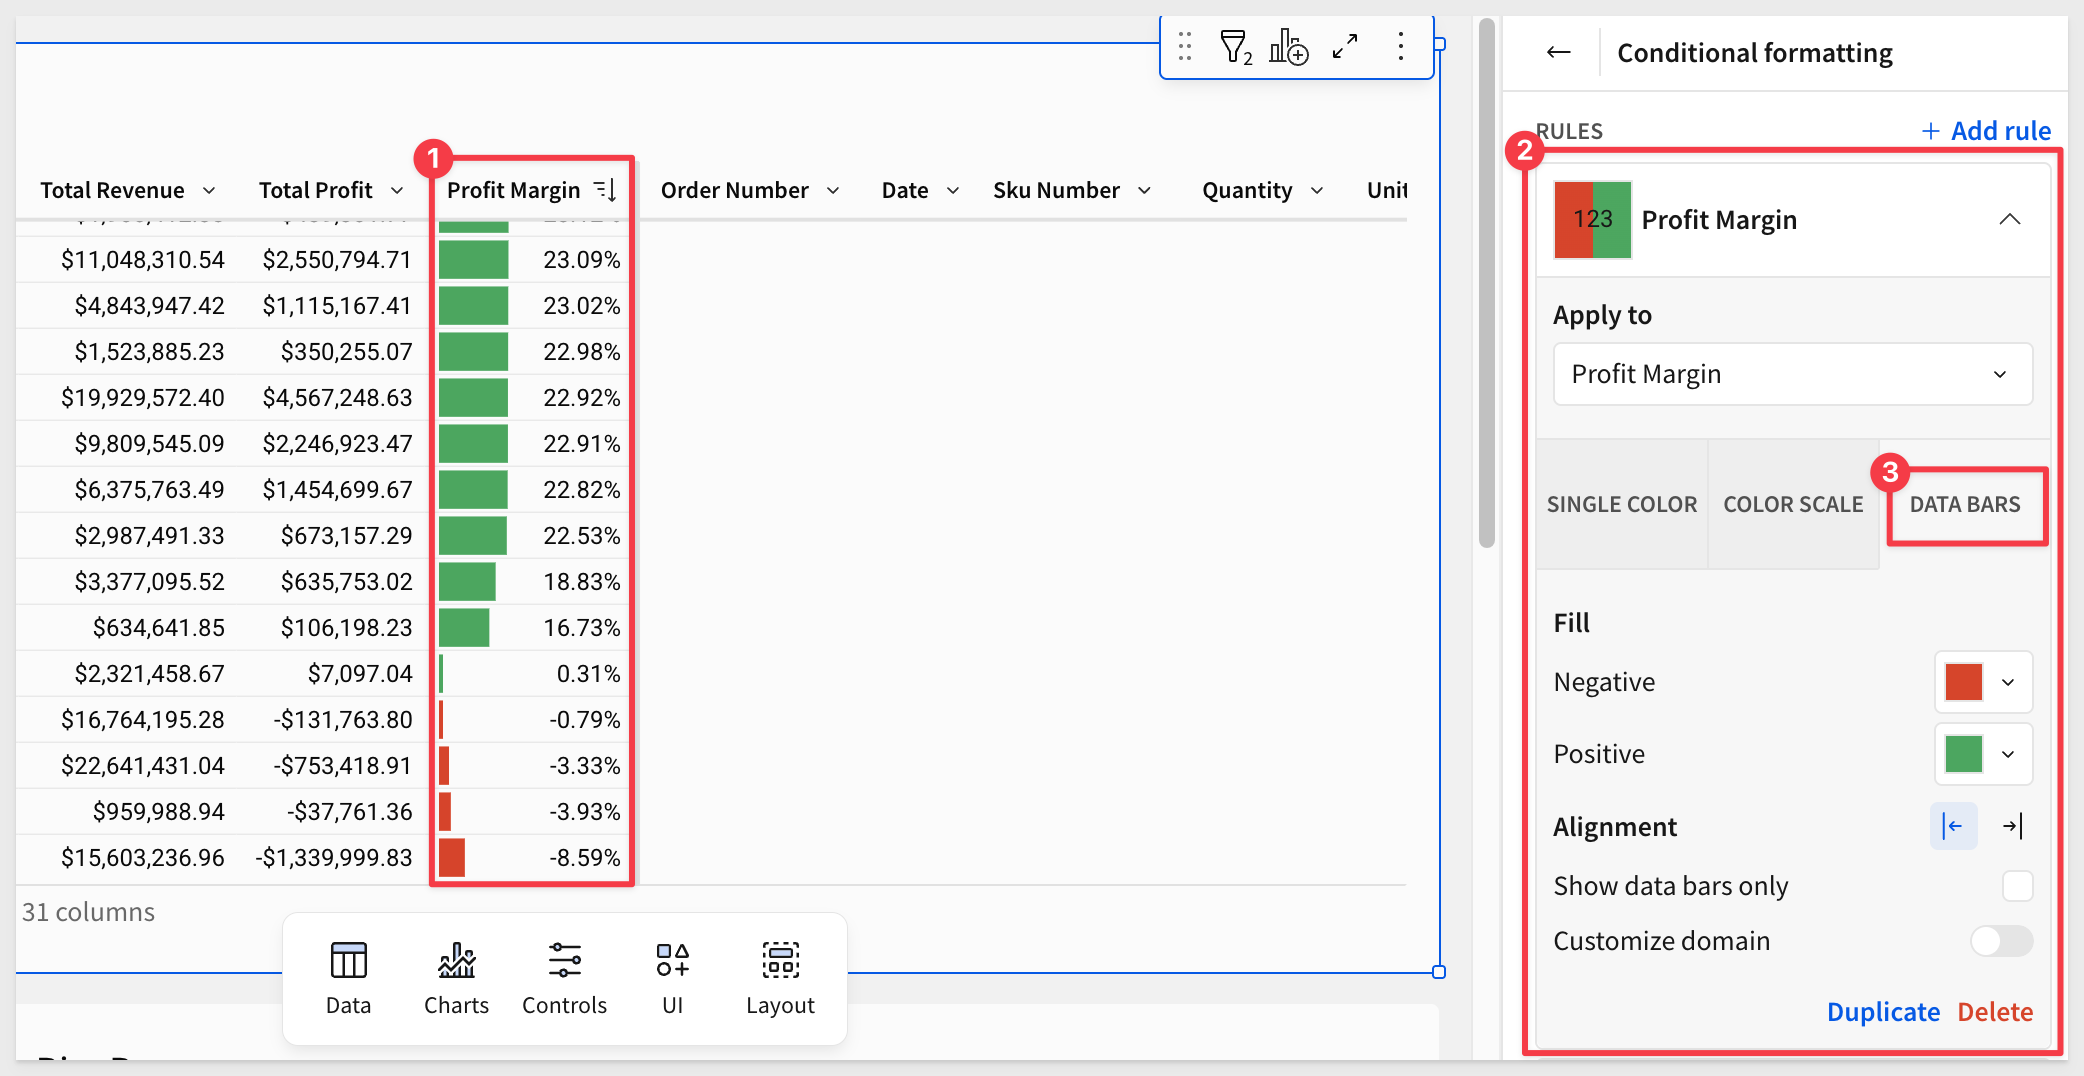 2
Conditional formatting
RULES
+ Add rule
1
2
Total Revenue Total Profit Profit Margin Order Number Date Sku Number Quantity Unit
123 Profit Margin
$11,048,310.54 $2,550,794.71 23.09%
$4,843,947.42 $1,115,167.41 23.02%
$1,523,885.23 $350,255.07 22.98%
$19,929,572.40 $4,567,248.63 22.92%
$9,809,545.09 $2,246,923.47 22.91%
$6,375,763.49 $1,454,699.67 22.82%
$2,987,491.33 $673,157.29 22.53%
$3,377,095.52 $635,753.02 18.83%
$634,641.85 $106,198.23 16.73%
$2,321,458.67 $7,097.04 0.31%
$16,764,195.28 -$131,763.80 -0.79%
$22,641,431.04 -$753,418.91 -3.33%
$959,988.94 -$37,761.36 -3.93%
$15,603,236.96 -$1,339,999.83 -8.59%
31 columns
Data Charts Controls UI Layout
Apply to
Profit Margin
3
SINGLE COLOR COLOR SCALE DATA BARS
Fill
Negative
Positive
Alignment
Show data bars only
Customize domain
Duplicate Delete